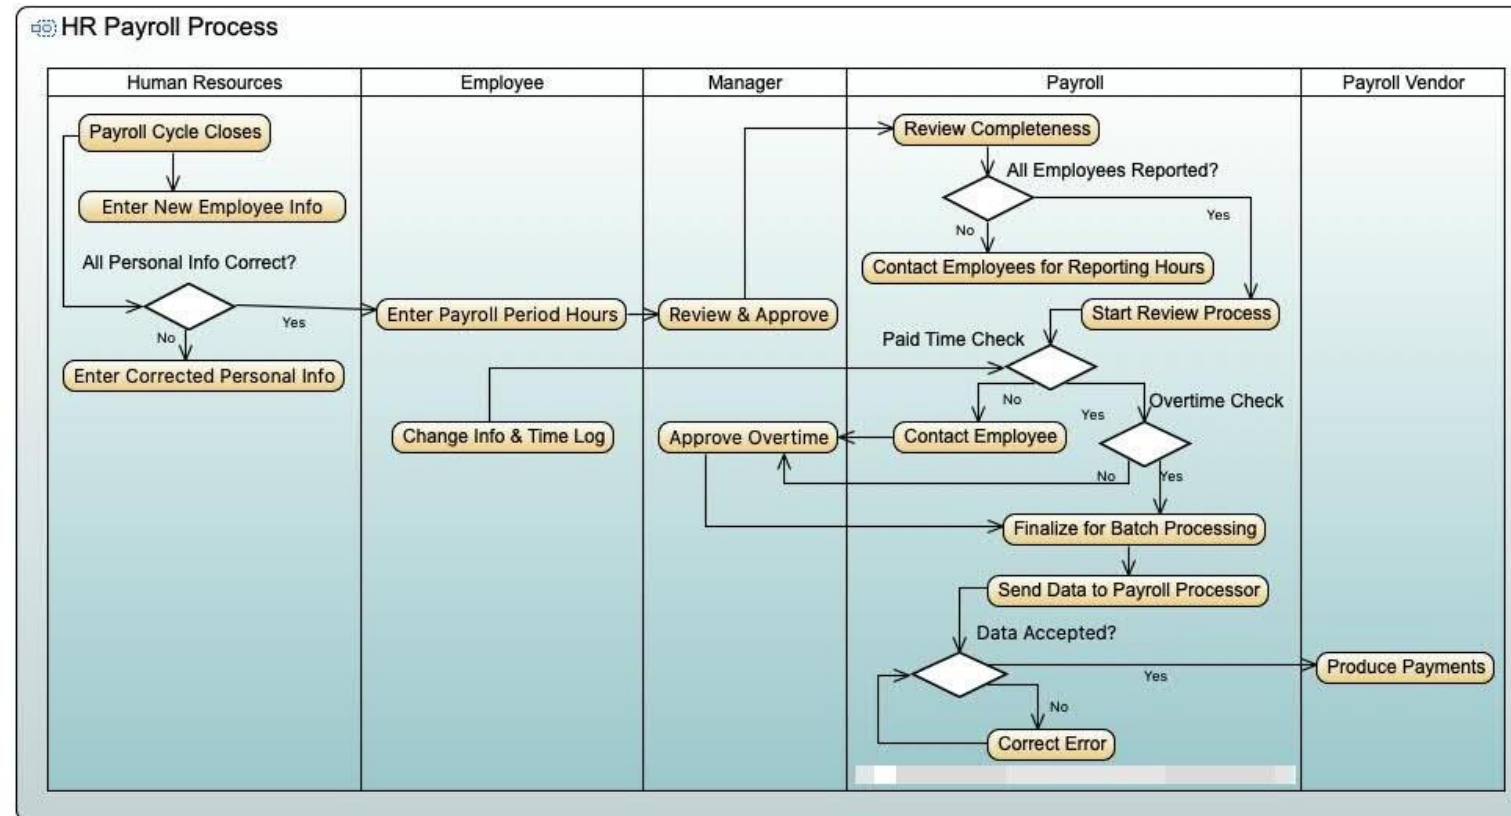 HR Payroll Process
Human Resources
Employee
Manager
Payroll
Payroll Vendor
Payroll Cycle Closes
Review Completeness
All Employees Reported?
Enter New Employee Info
Yes
No
All Personal Info Correct?
Contact Employees for Reporting Hours
Enter Payroll Period Hours
Review & Approve
Start Review Process
Yes
No
Paid Time Check
Enter Corrected Personal Info
No
Overtime Check
Yes
Change Info & Time Log
Approve Overtime
Contact Employee
No
Yes
Finalize for Batch Processing
Send Data to Payroll Processor
Data Accepted?
Produce Payments
Yes
No
Correct Error